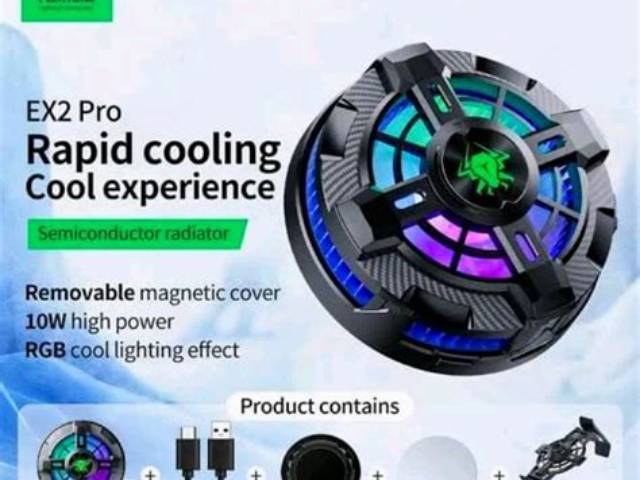 EX2 Pro
Rapid cooling
Cool experience
Semiconductor radiator
Removable magnetic cover
10W high power
RGB cool lighting effect
Product contains
+ + + +